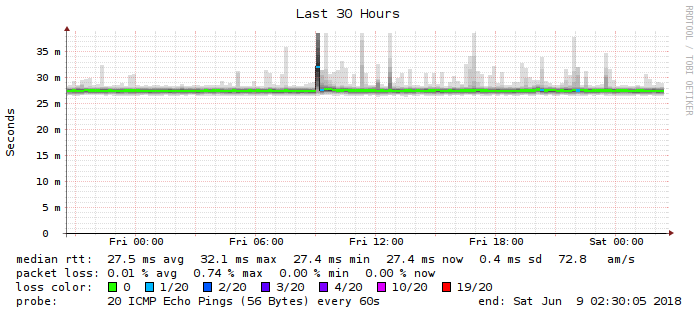 Last 30 Hours
RRDTOOL / TOBI OETIKER
Seconds
35 m
30 m
25 m
20 m
15 m
10 m
5 m
0
Fri 00:00 Fri 06:00 Fri 12:00 Fri 18:00 Sat 00:00
median rtt: 27.5 ms avg 32.1 ms max 27.4 ms min 27.4 ms now 0.4 ms sd 72.8 am/s
packet loss: 0.01 % avg 0.74 % max 0.00 % min 0.00 % now
loss color: 0 1/20 2/20 3/20 4/20 10/20 19/20
probe: 20 ICMP Echo Pings (56 Bytes) every 60s end: Sat Jun 9 02:30:05 2018